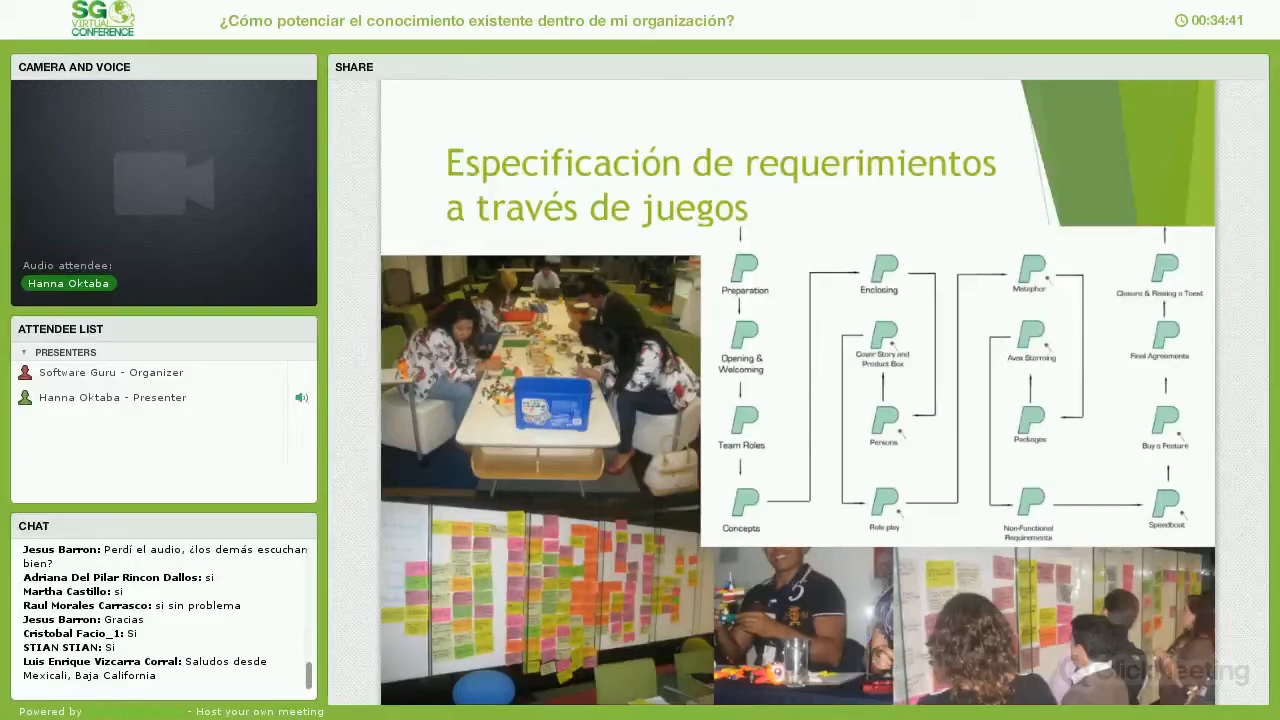 SG
VIRTUAL
CONFERENCE
¿Cómo potenciar el conocimiento existente dentro de mi organización?
00:34:41
CAMERA AND VOICE
Audio attendee:
Hanna Oktaba
ATTENDEE LIST
PRESENTERS
Software Guru - Organizer
Hanna Oktaba - Presenter
CHAT
Jesus Barron: Perdí el audio, ¿los demás escuchan
bien?
Adriana Del Pilar Rincon Dallos: si
Martha Castillo: si
Raul Morales Carrasco: si sin problema
Jesus Barron: Gracias
Cristobal Facio_1: Si
STIAN STIAN: Si
Luis Enrique Vizcarra Corral: Saludos desde
Mexicali, Baja California
Powered by
- Host your own meeting
SHARE
Especificación de requerimientos
a través de juegos
Preparation
Opening &
Welcoming
Team Roles
Concepts
Enclosing
Cover Story and
Product Box
Persons
Role play
Metaphor
Avax Storming
Packages
Non-Functional
Requirements
Closure & Raising a Toast
Final Agreements
Buy a Feature
Speedboat
ClickMeeting